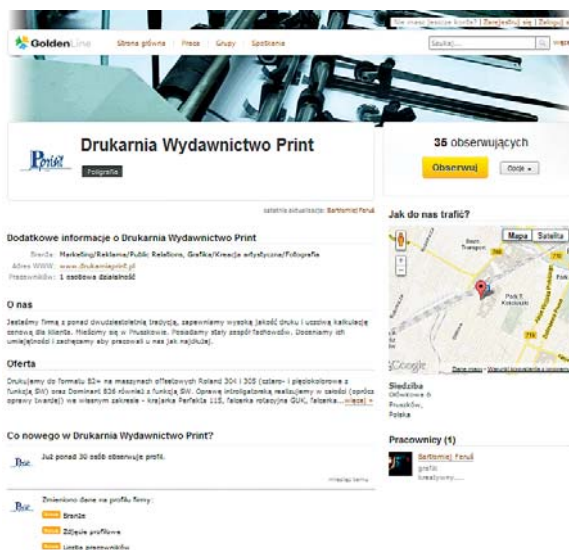 Nie masz jeszcze konta? | Zarejestruj się | Zaloguj s
GoldenLine
Strona główna Praca Grupy Spotkania
Szukaj...
więc
Drukarnia Wydawnictwo Print
Print
Poligrafia
35 obserwujących
Obserwuj
Opcje
ostatnia aktualizacja: Bartłomiej Feruś
Jak do nas trafić?
Mapa Satelita
Dodatkowe informacje o Drukarnia Wydawnictwo Print
Branże Marketing/Reklama/Public Relations, Grafika/Kreacja artystyczna/Fotografia
Adres WWW www.drukarniaprint.pl
Pracowników 1 osobowa działalność
O nas
Jesteśmy firmą z ponad dwudziestoletnią tradycją, zapewniamy wysoką jakość druku i uczciwą kalkulację
cenową dla klienta. Mieścimy się w Pruszkowie. Posiadamy stały zespół fachowców. Doceniamy ich
umiejętności i zachęcamy aby pracowali u nas jak najdłużej.
Oferta
Drukujemy do formatu B2+ na maszynach offsetowych Roland 304 i 305 (cztero- i pięciokolorowe z
funkcją SW) oraz Dominant 526 również z funkcją SW. Oprawę introligatorską realizujemy w całości (oprócz
oprawy twardej) we własnym zakresie - krajarka Perfekta 115, falcerka rotacyjna GUK, falcerka...więcej »
Google
Siedziba
Ołówkowa 6
Pruszków,
Polska
Co nowego w Drukarnia Wydawnictwo Print?
Już ponad 30 osób obserwuje profil.
miesiąc temu
Pracownicy (1)
Bartłomiej Feruś
grafik
kreatywny....
Zmieniono dane na profilu firmy:
Branże
Zdjęcie profilowe
Liczba pracowników